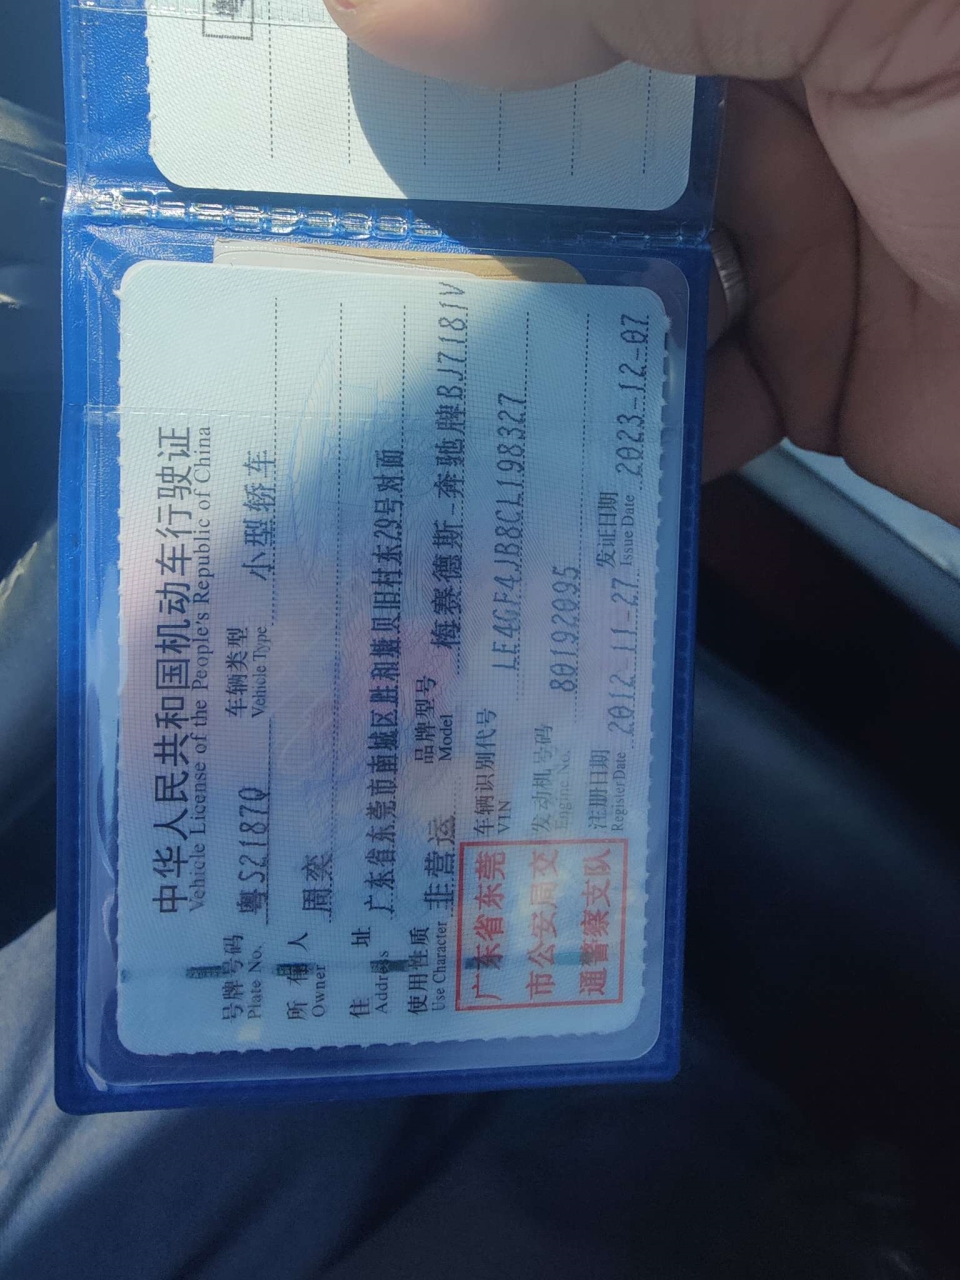 中华人民共和国机动车行驶证
Vehicle License of the People's Republic of China
号牌号码 粤S2187Q 车辆类型 小型轿车
Plate No. Vehicle Type
所有人 周奕
Owner
住址 广东省东莞市南城区胜和塘贝旧村东29号对面
Address
使用性质 非营运 品牌型号 梅赛德斯-奔驰牌BJ7181V
Use Character Model
广东省东莞
市公安局交
通警察支队
车辆识别代号 LE4GF4JB8CL198327
VIN
发动机号码 80192095
Engine No.
注册日期 2012-11-27 发证日期 2023-12-07
Register Date Issue Date